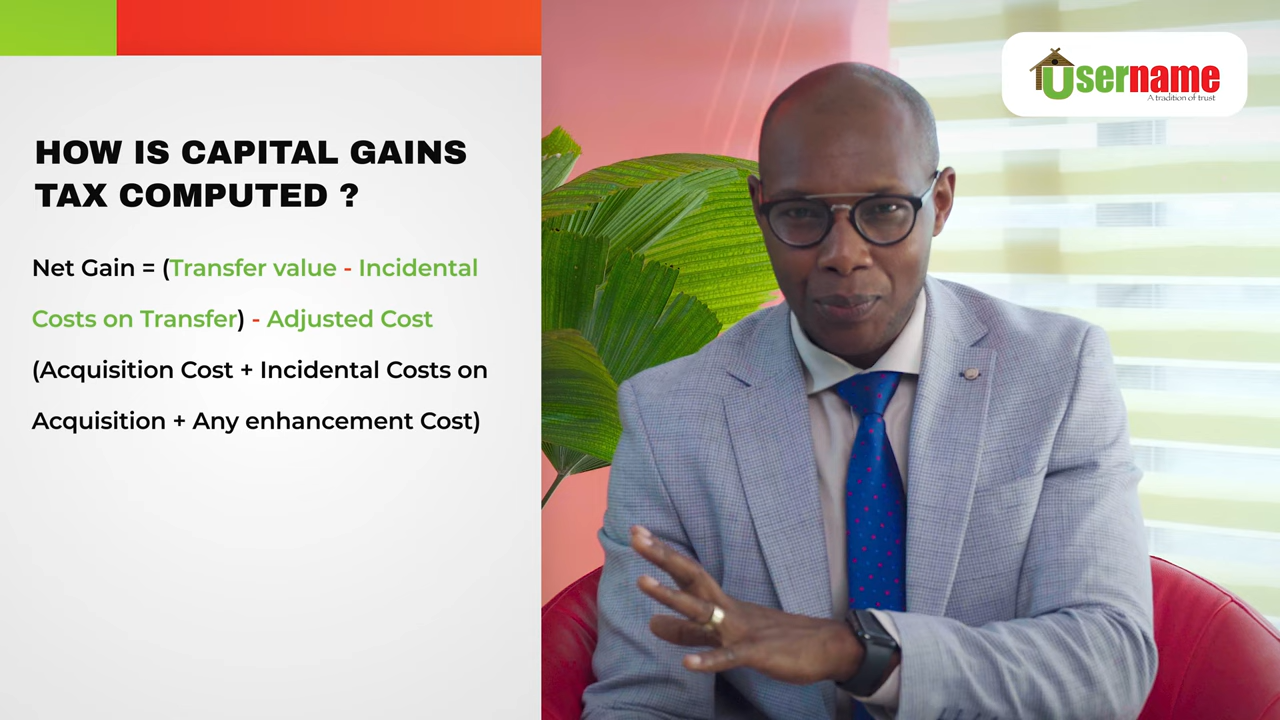 HOW IS CAPITAL GAINS
TAX COMPUTED ?
Net Gain = (Transfer value - Incidental
Costs on Transfer) - Adjusted Cost
(Acquisition Cost + Incidental Costs on
Acquisition + Any enhancement Cost)
Username
A tradition of trust